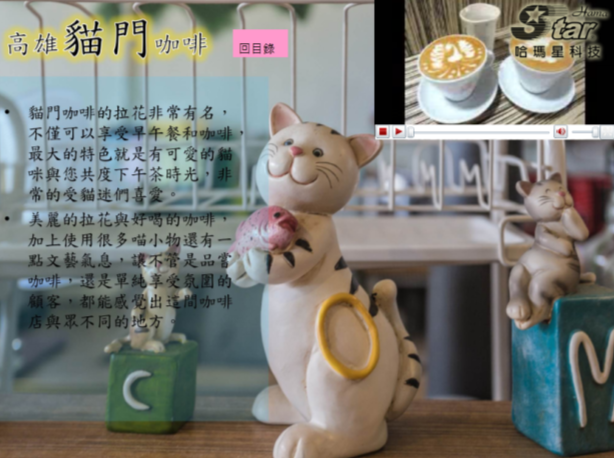 高雄貓門咖啡
回目錄
Star
哈瑪星科技
• 貓門咖啡的拉花非常有名，
不僅可以享受早午餐和咖啡，
最大的特色就是有可愛的貓
咪與您共度下午茶時光，非
常的受貓迷們喜愛。
• 美麗的拉花與好喝的咖啡，
加上使用很多喵小物還有一
點文藝氣息，讓不管是品嘗
咖啡，還是單純享受氛圍的
顧客，都能感覺出這間咖啡
店與眾不同的地方。
C
M